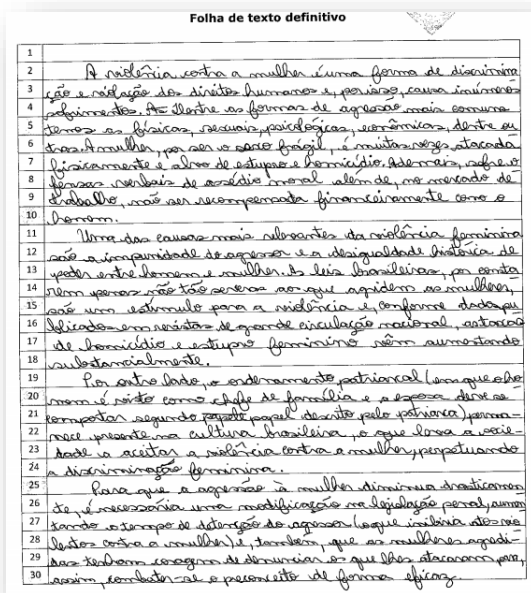 Folha de texto definitivo
1
2 A violência contra a mulher é uma forma de discrimina
3 ção e violação dos direitos humanos e, por isso, causa inúmeros
4 sofrimentos. Dentre as formas de agressão mais comuns
5 temos as físicas, sexuais, psicológicas, econômicas, dentre ou
6 tras. A mulher, por ser o sexo frágil, é muitas vezes, atacada
7 fisicamente e alvo de estupro e homicídio. Ademais, sofre o
8 fensas verbais de assédio moral além de, no mercado de
9 trabalho, não ser recompensada financeiramente como o
10 homem.
11 Uma das causas mais relevantes da violência feminina
12 são a impunidade do agressor e a desigualdade histórica de
13 poder entre homem e mulher. As leis brasileiras, por conta
14 rem penas não tão severas aos que agridem as mulheres,
15 são um estímulo para a violência e, conforme dados pu
16 blicados em revistas de grande circulação nacional, as taxas
17 de homicídio e estupro feminino vêm aumentando
18 substancialmente.
19 Por outro lado, o ordenamento patriarcal (em que o ho
20 mem é visto como chefe de família e a esposa deve se
21 comportar segundo papel descrito pelo patriarca) perma-
22 nece presente na cultura brasileira, o que leva a socie-
23 dade a aceitar a violência contra a mulher, perpetuando
24 a discriminação feminina.
25 Para que a agressão à mulher diminua drasticamen
26 te, é necessária uma modificação na legislação penal, aumen
27 tando o tempo de detenção do agressor (o que inibiria atos vio
28 lentos contra a mulher) e, também, que as mulheres agredi-
29 das tenham coragem de denunciar os que lhes atacaram para,
30 assim, combater-se o preconceito de forma eficaz.